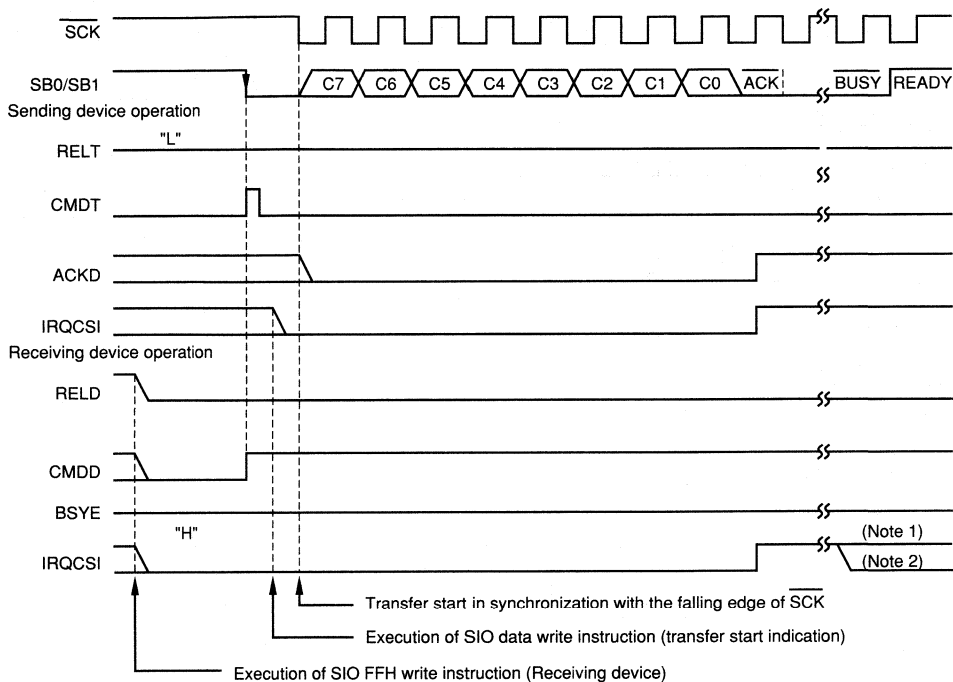 SCK
SB0/SB1 C7 C6 C5 C4 C3 C2 C1 C0 ACK BUSY READY
Sending device operation
"L"
RELT
CMDT
ACKD
IRQCSI
Receiving device operation
RELD
CMDD
BSYE
"H"
(Note 1)
IRQCSI
(Note 2)
Transfer start in synchronization with the falling edge of SCK
Execution of SIO data write instruction (transfer start indication)
Execution of SIO FFH write instruction (Receiving device)